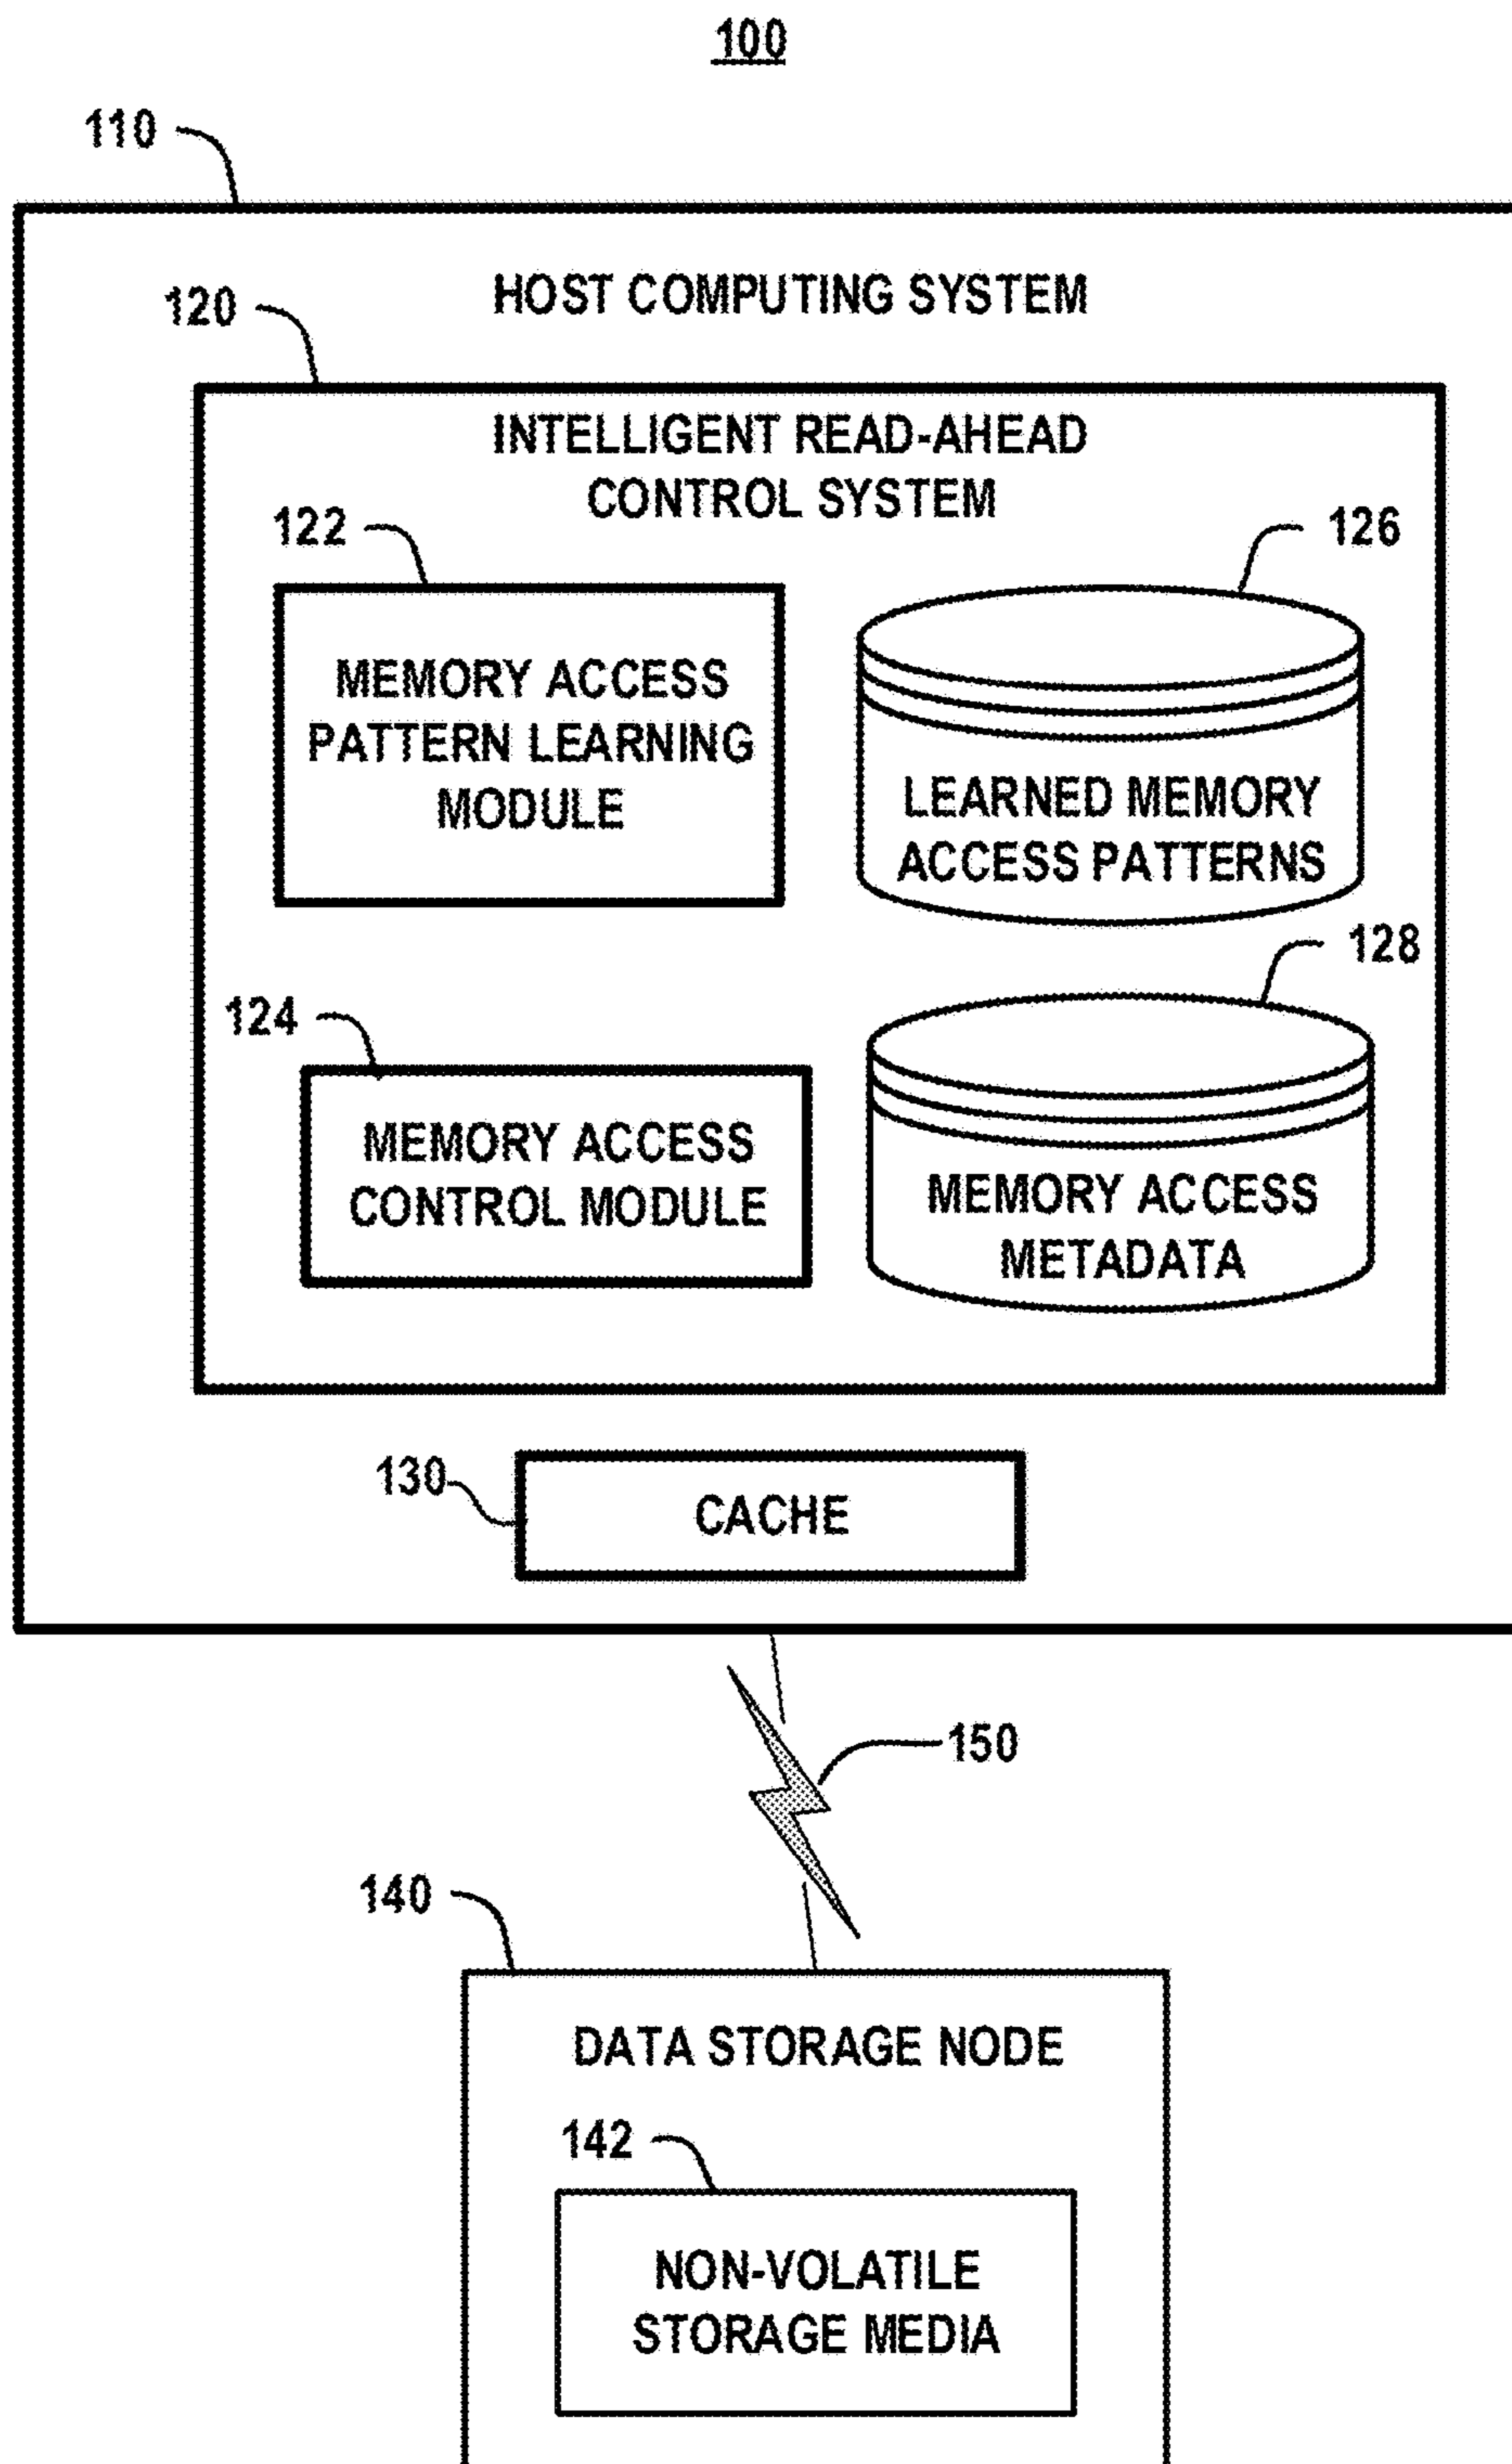 100
110
HOST COMPUTING SYSTEM
120
INTELLIGENT READ-AHEAD
CONTROL SYSTEM
122
126
MEMORY ACCESS
PATTERN LEARNING
MODULE
LEARNED MEMORY
ACCESS PATTERNS
128
124
MEMORY ACCESS
CONTROL MODULE
MEMORY ACCESS
METADATA
130
CACHE
150
140
DATA STORAGE NODE
142
NON-VOLATILE
STORAGE MEDIA